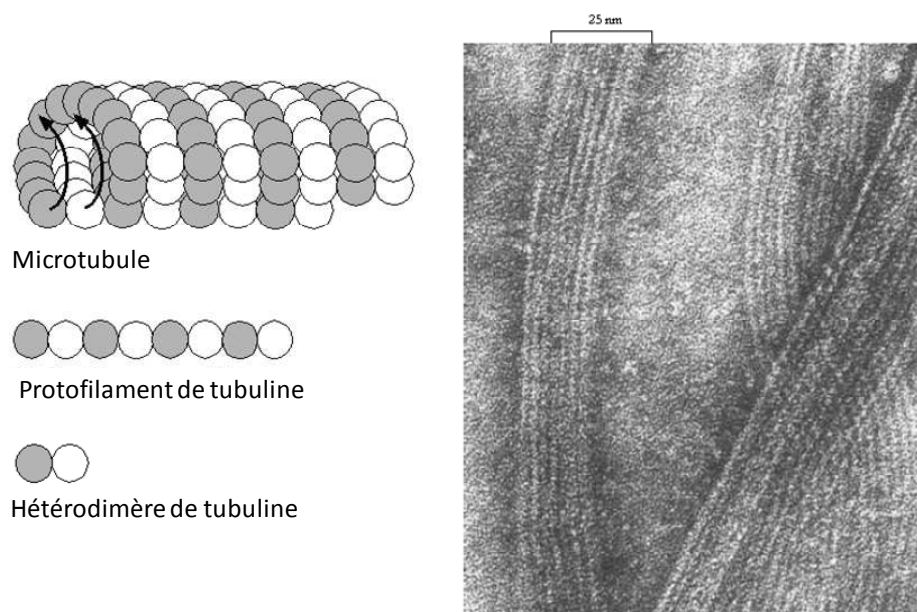 25 nm
Microtubule
Protofilament de tubuline
Hétérodimère de tubuline